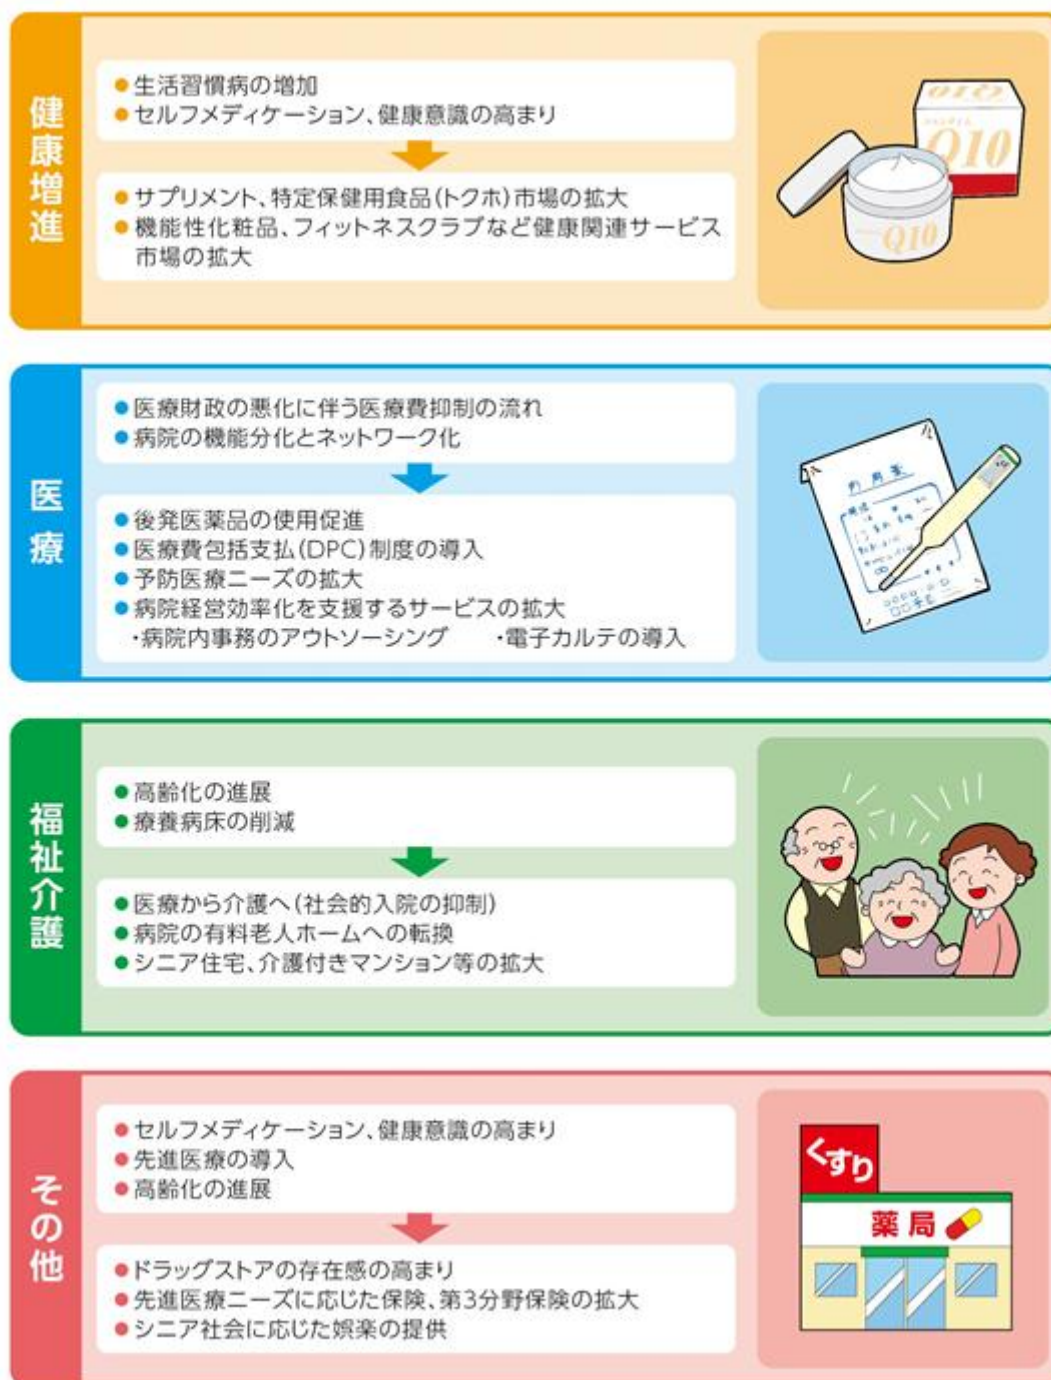 健康増進
●生活習慣病の増加
●セルフメディケーション、健康意識の高まり
●サプリメント、特定保健用食品(トクホ)市場の拡大
●機能性化粧品、フィットネスクラブなど健康関連サービス
市場の拡大
Q10
Q10
Q10
医療
●医療財政の悪化に伴う医療費抑制の流れ
●病院の機能分化とネットワーク化
●後発医薬品の使用促進
●医療費包括支払(DPC)制度の導入
●予防医療ニーズの拡大
●病院経営効率化を支援するサービスの拡大
・病院内事務のアウトソーシング ・電子カルテの導入
内用薬
福祉介護
●高齢化の進展
●療養病床の削減
●医療から介護へ(社会的入院の抑制)
●病院の有料老人ホームへの転換
●シニア住宅、介護付きマンション等の拡大
その他
●セルフメディケーション、健康意識の高まり
●先進医療の導入
●高齢化の進展
●ドラッグストアの存在感の高まり
●先進医療ニーズに応じた保険、第3分野保険の拡大
●シニア社会に応じた娯楽の提供
くすり
薬局